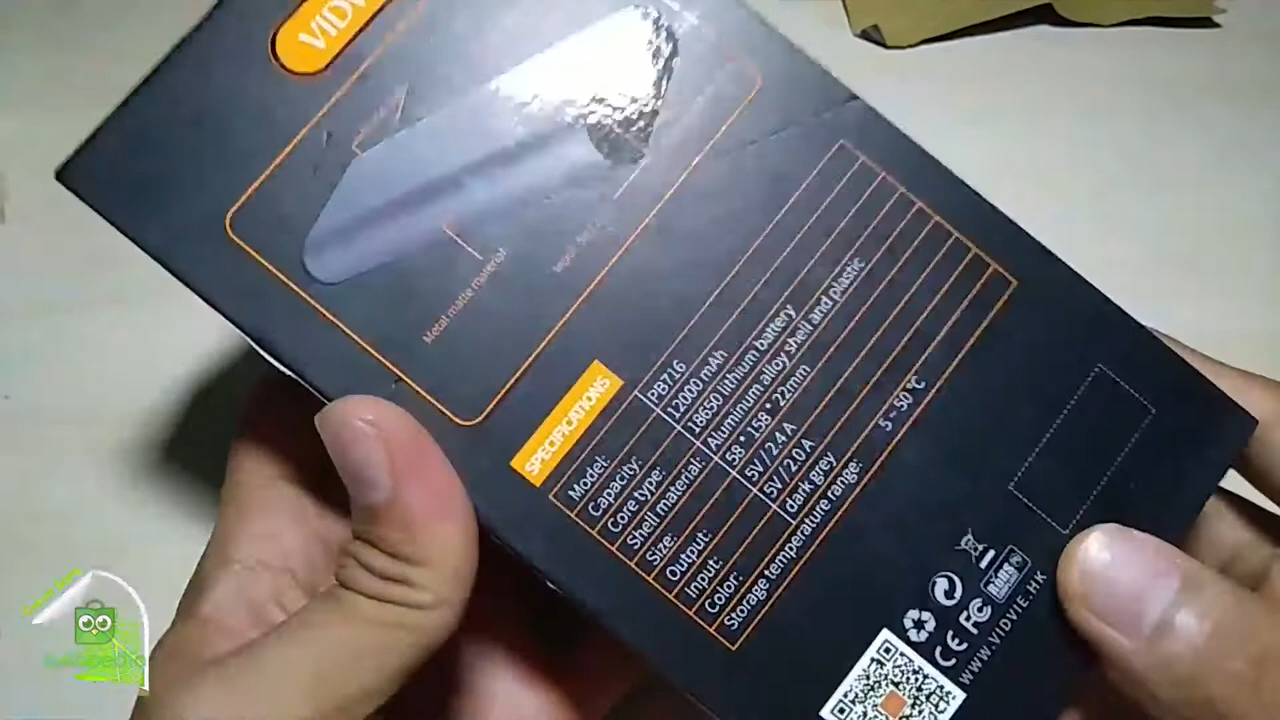 VIDV
Metal matte material
SPECIFICATIONS
Model: PB716
Capacity: 12000 mAh
Core type: 18650 lithium battery
Shell material: Aluminum alloy shell and plastic
Size: 58 * 158 * 22mm
Output: 5V / 2.4 A
Input: 5V / 2.0 A
Color: dark grey
Storage temperature range: 5 ~ 50 °C
CE FC RoHS
WWW.VIDVIE.HK